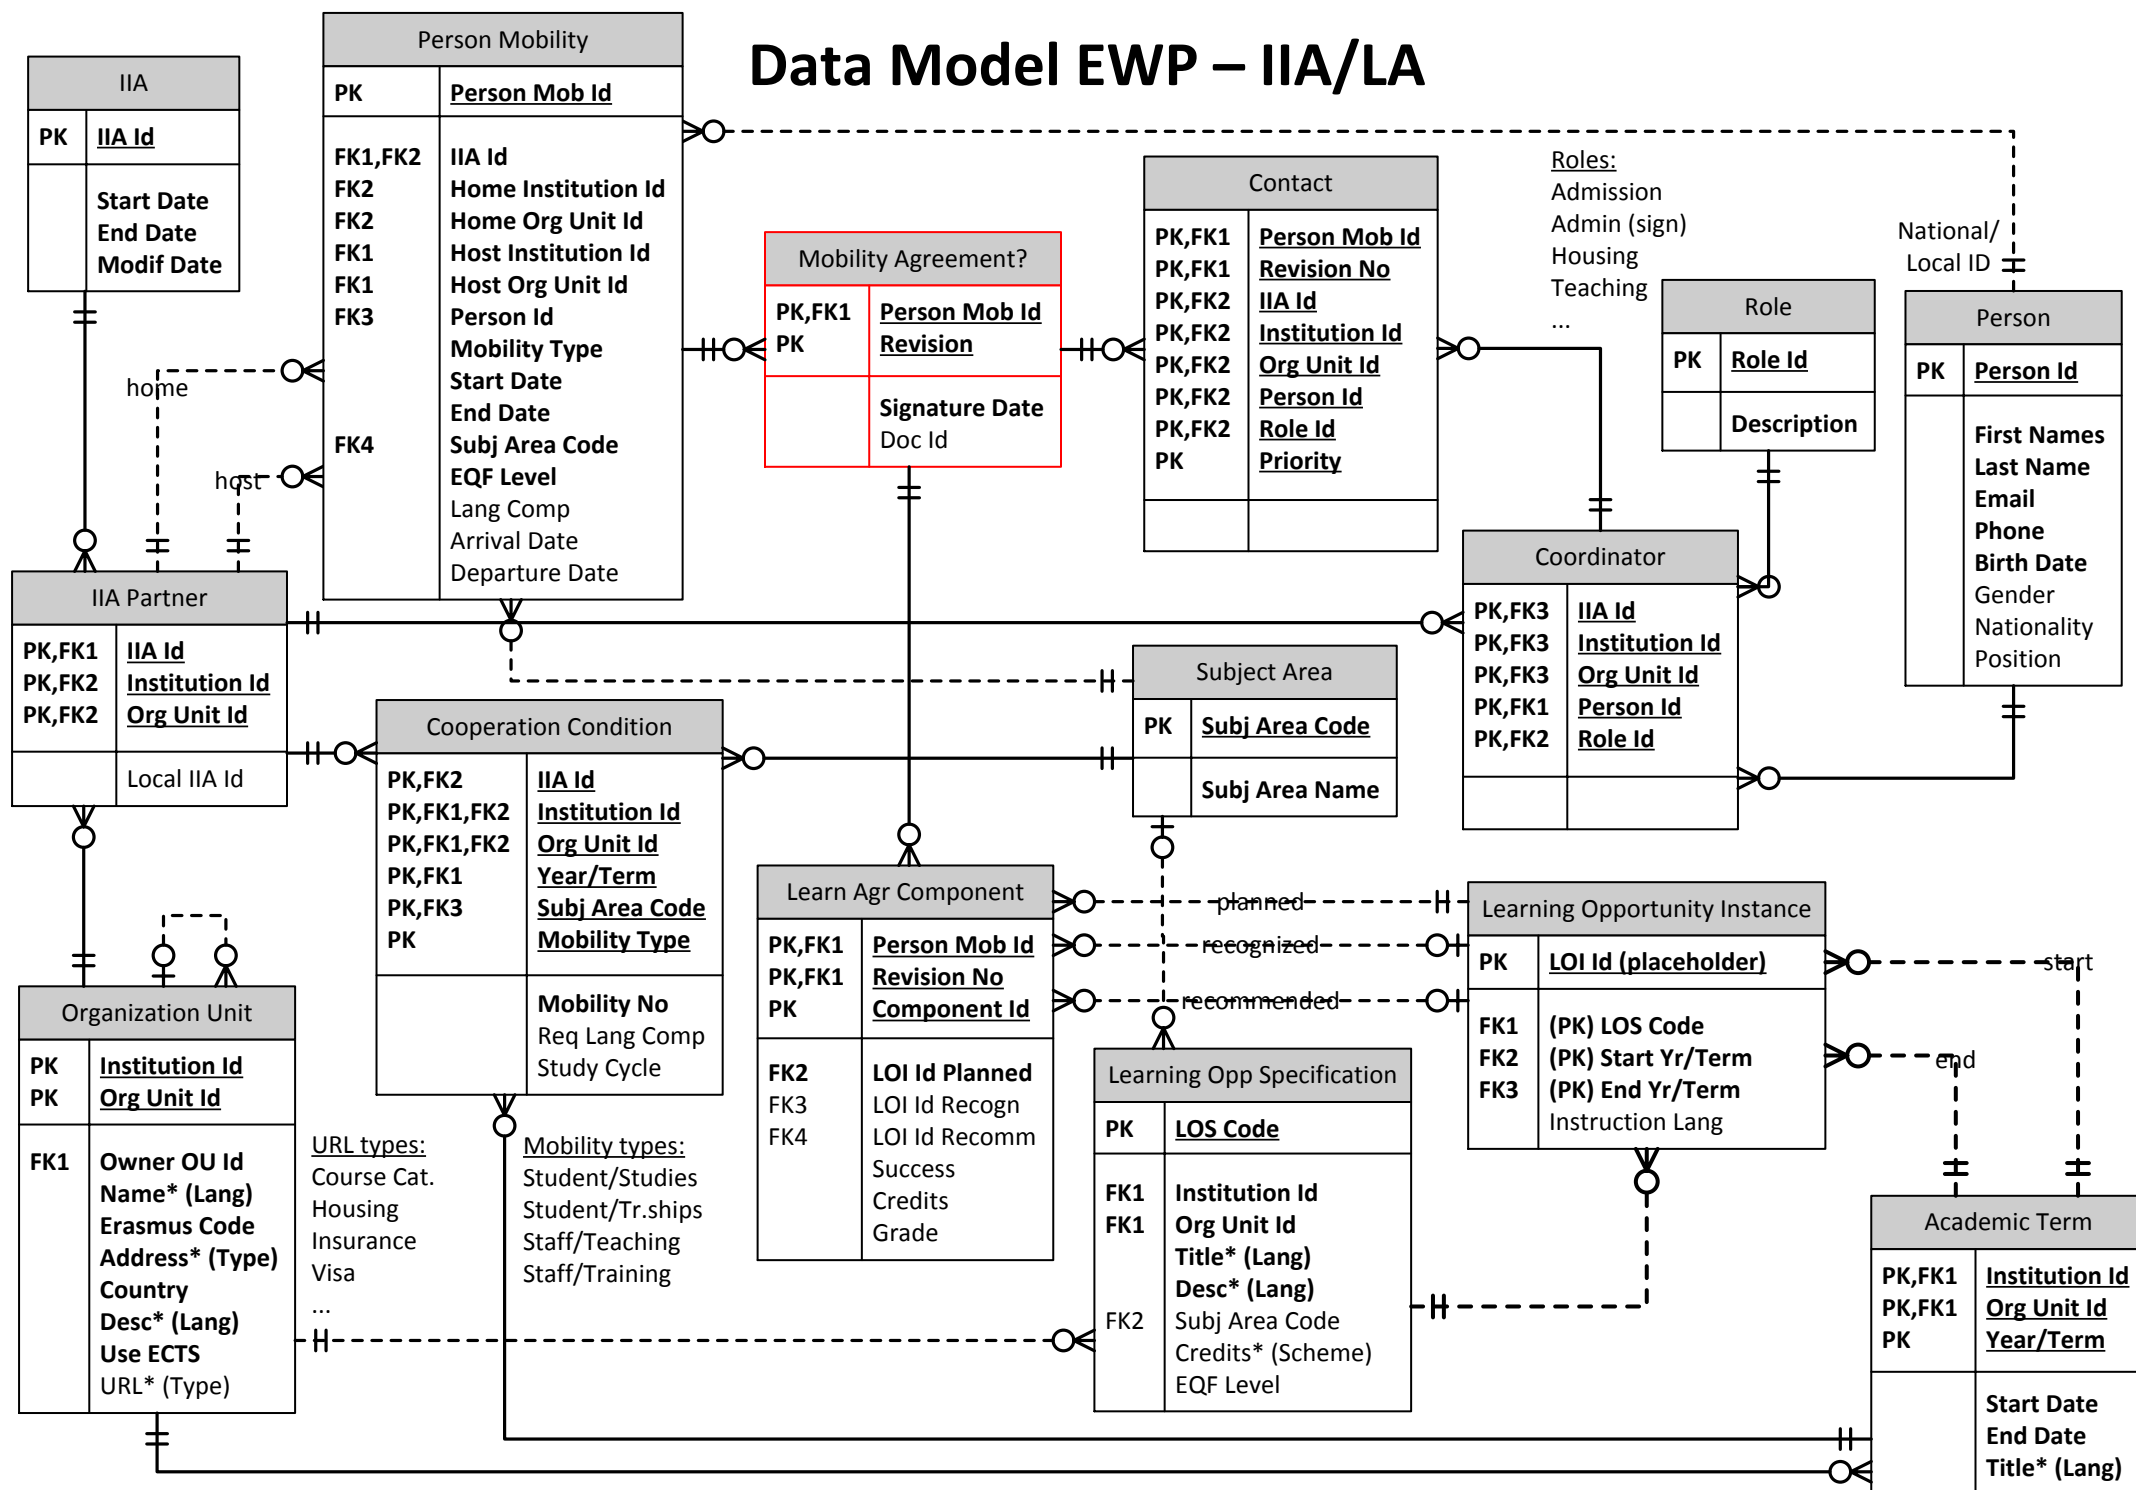 Data Model EWP – IIA/LA
IIA
PK IIA Id
Start Date
End Date
Modif Date
Person Mobility
PK Person Mob Id
FK1,FK2 IIA Id
FK2 Home Institution Id
FK2 Home Org Unit Id
FK1 Host Institution Id
FK1 Host Org Unit Id
FK3 Person Id
Mobility Type
Start Date
End Date
FK4 Subj Area Code
EQF Level
Lang Comp
Arrival Date
Departure Date
home
host
Mobility Agreement?
PK,FK1 Person Mob Id
PK Revision
Signature Date
Doc Id
Contact
PK,FK1 Person Mob Id
PK,FK1 Revision No
PK,FK2 IIA Id
PK,FK2 Institution Id
PK,FK2 Org Unit Id
PK,FK2 Person Id
PK,FK2 Role Id
PK Priority
Roles:
Admission
Admin (sign)
Housing
Teaching
...
National/
Local ID
Role
PK Role Id
Description
Person
PK Person Id
First Names
Last Name
Email
Phone
Birth Date
Gender
Nationality
Position
Coordinator
PK,FK3 IIA Id
PK,FK3 Institution Id
PK,FK3 Org Unit Id
PK,FK1 Person Id
PK,FK2 Role Id
IIA Partner
PK,FK1 IIA Id
PK,FK2 Institution Id
PK,FK2 Org Unit Id
Local IIA Id
Cooperation Condition
PK,FK2 IIA Id
PK,FK1,FK2 Institution Id
PK,FK1,FK2 Org Unit Id
PK,FK1 Year/Term
PK,FK3 Subj Area Code
PK Mobility Type
Mobility No
Req Lang Comp
Study Cycle
Subject Area
PK Subj Area Code
Subj Area Name
Learn Agr Component
PK,FK1 Person Mob Id
PK,FK1 Revision No
PK Component Id
FK2 LOI Id Planned
FK3 LOI Id Recogn
FK4 LOI Id Recomm
Success
Credits
Grade
planned
recognized
recommended
Learning Opportunity Instance
PK LOI Id (placeholder)
FK1 (PK) LOS Code
FK2 (PK) Start Yr/Term
FK3 (PK) End Yr/Term
Instruction Lang
start
end
Organization Unit
PK Institution Id
PK Org Unit Id
FK1 Owner OU Id
Name* (Lang)
Erasmus Code
Address* (Type)
Country
Desc* (Lang)
Use ECTS
URL* (Type)
URL types:
Course Cat.
Housing
Insurance
Visa
...
Mobility types:
Student/Studies
Student/Tr.ships
Staff/Teaching
Staff/Training
Learning Opp Specification
PK LOS Code
FK1 Institution Id
FK1 Org Unit Id
Title* (Lang)
Desc* (Lang)
FK2 Subj Area Code
Credits* (Scheme)
EQF Level
Academic Term
PK,FK1 Institution Id
PK,FK1 Org Unit Id
PK Year/Term
Start Date
End Date
Title* (Lang)